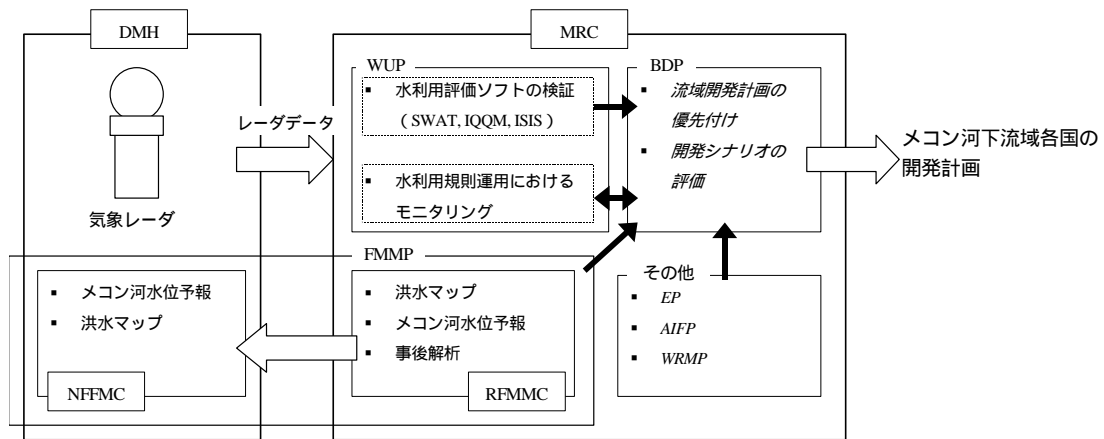 DMH
MRC
WUP
BDP
▪ 水利用評価ソフトの検証
（SWAT, IQQM, ISIS）
▪ 流域開発計画の
優先付け
▪ 開発シナリオの
評価
レーダデータ
メコン河下流域各国の
開発計画
▪ 水利用規則運用における
モニタリング
気象レーダ
FMMP
その他
▪ メコン河水位予報
▪ 洪水マップ
▪ 洪水マップ
▪ メコン河水位予報
▪ 事後解析
▪ EP
▪ AIFP
▪ WRMP
NFFMC
RFMMC